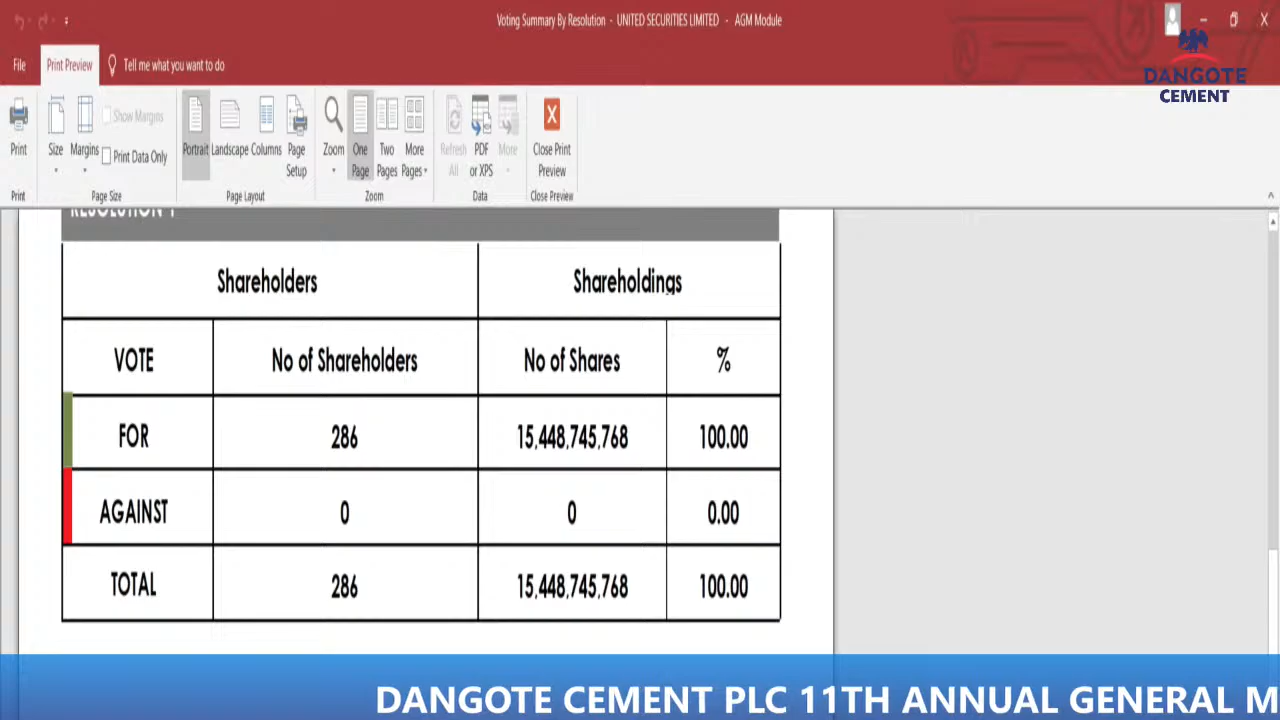 Voting Summary By Resolution - UNITED SECURITIES LIMITED - AGM Module
File
Print Preview
Tell me what you want to do
DANGOTE
CEMENT
Print
Size
Margins
Show Margins
Print Data Only
Portrait
Landscape
Columns
Page Setup
Zoom
One Page
Two Pages
More Pages
Refresh All
PDF or XPS
More
Close Print Preview
Print
Page Size
Page Layout
Zoom
Data
Close Preview
RESOLUTION 1
Shareholders Shareholdings
VOTE No of Shareholders No of Shares %
FOR 286 15,448,745,768 100.00
AGAINST 0 0 0.00
TOTAL 286 15,448,745,768 100.00
DANGOTE CEMENT PLC 11TH ANNUAL GENERAL M